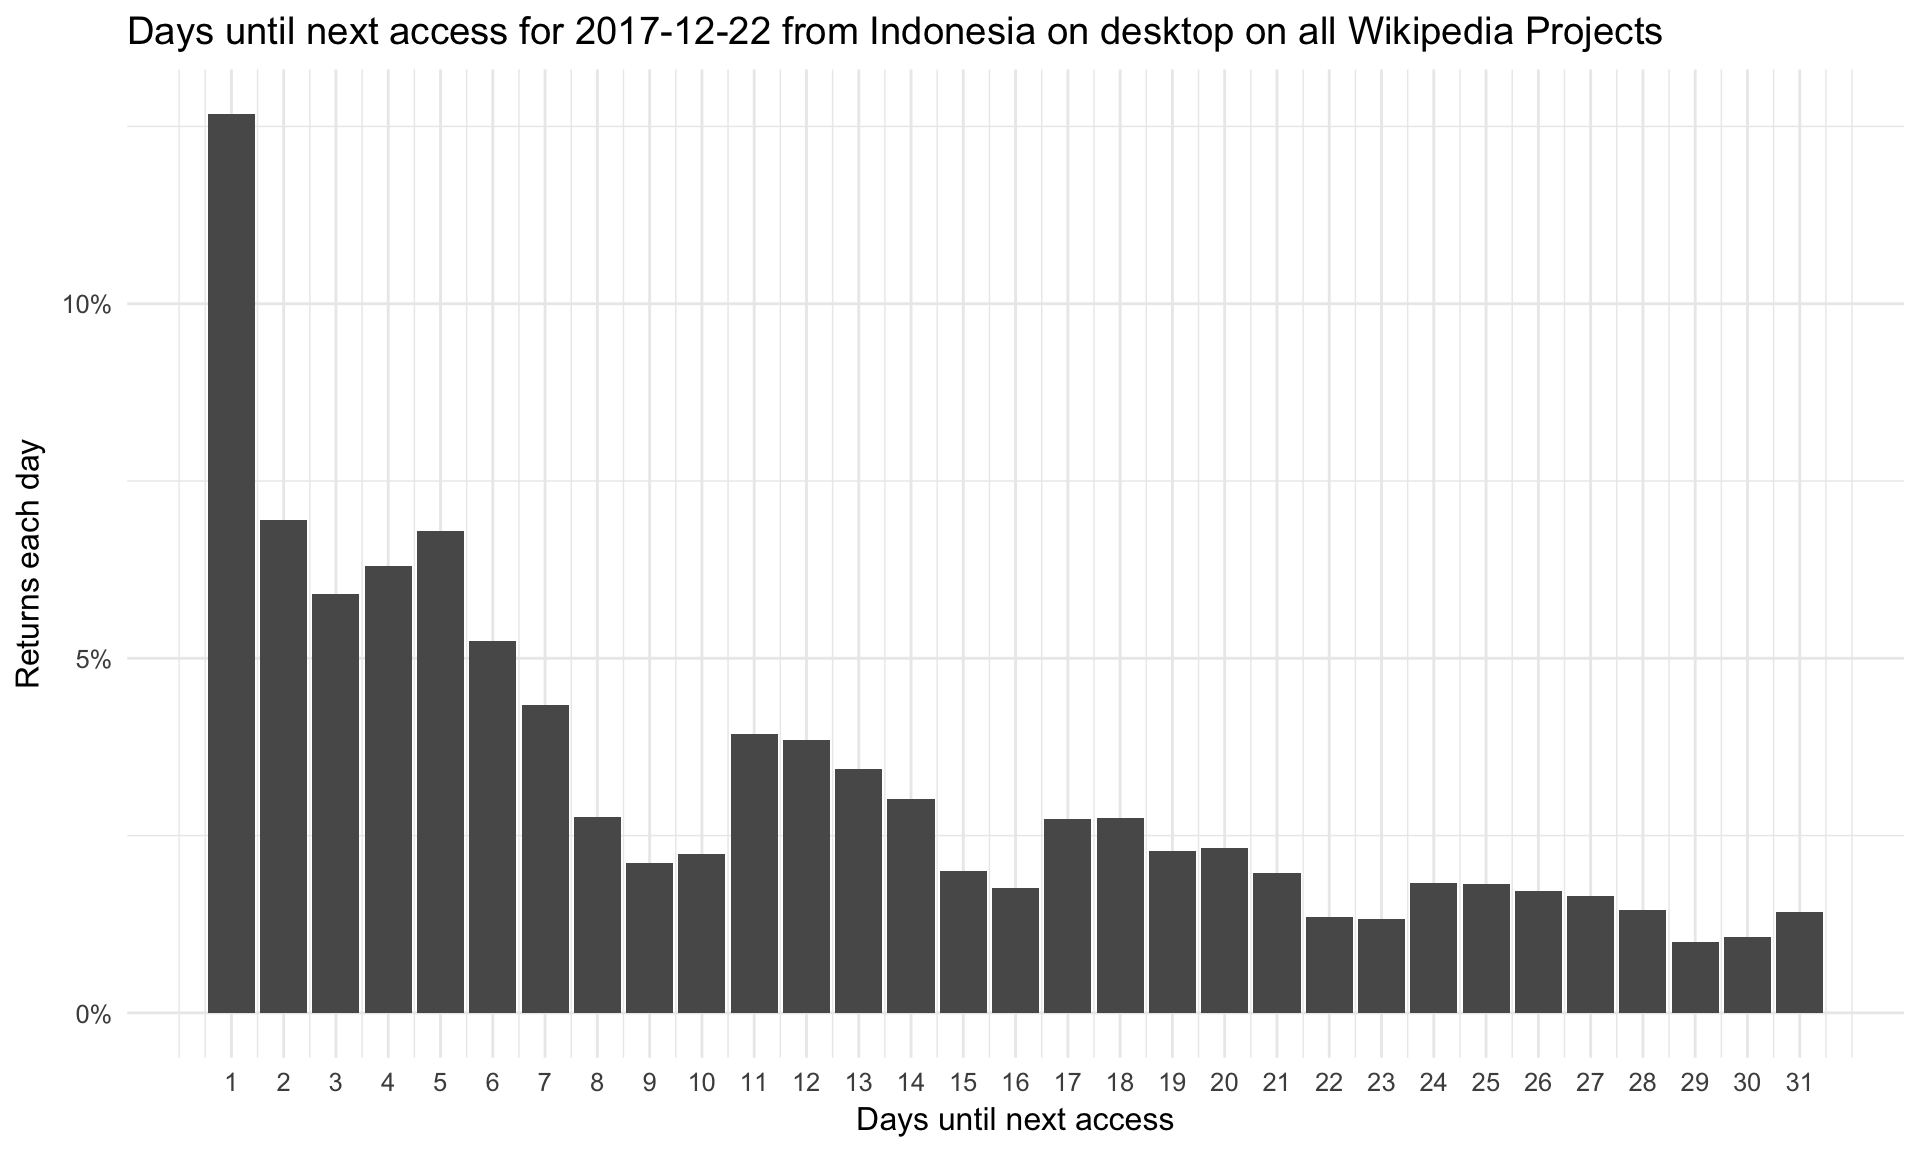 Days until next access for 2017-12-22 from Indonesia on desktop on all Wikipedia Projects
Returns each day
10%
5%
0%
1 2 3 4 5 6 7 8 9 10 11 12 13 14 15 16 17 18 19 20 21 22 23 24 25 26 27 28 29 30 31
Days until next access